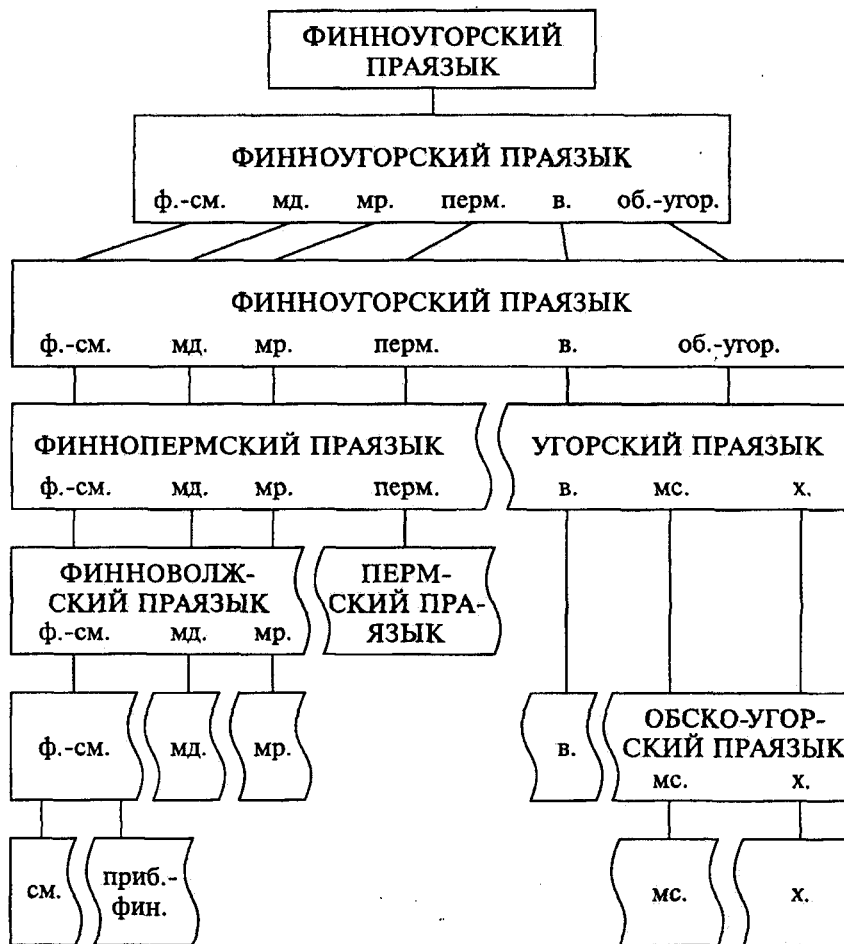 ФИННОУГОРСКИЙ
ПРАЯЗЫК
ФИННОУГОРСКИЙ ПРАЯЗЫК
ф.-см. мд. мр. перм. в. об.-угор.
ФИННОУГОРСКИЙ ПРАЯЗЫК
ф.-см. мд. мр. перм. в. об.-угор.
ФИННОПЕРМСКИЙ ПРАЯЗЫК
ф.-см. мд. мр. перм.
УГОРСКИЙ ПРАЯЗЫК
в. мс. х.
ФИННОВОЛЖ-
СКИЙ ПРАЯЗЫК
ф.-см. мд. мр.
ПЕРМ-
СКИЙ ПРА-
ЯЗЫК
ф.-см. мд. мр.
в.
ОБСКО-УГОР-
СКИЙ ПРАЯЗЫК
мс. х.
см.
приб.-
фин.
мс. х.